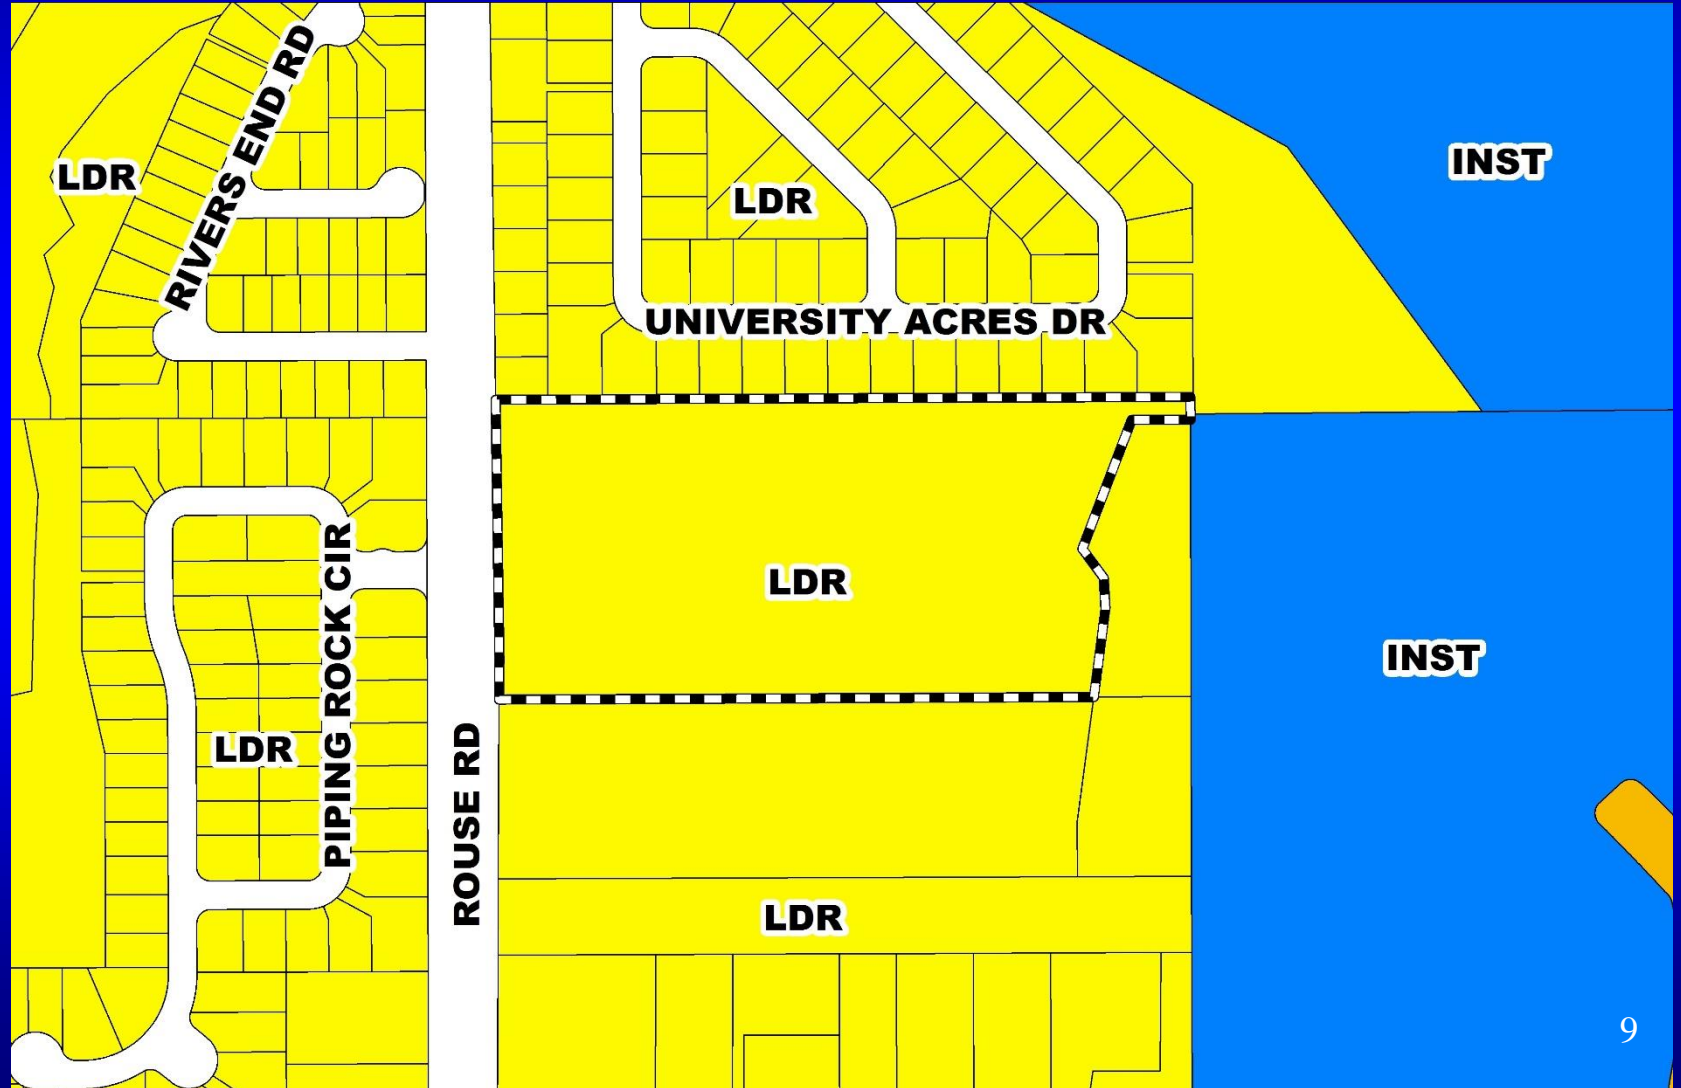 RIVERS END RD
LDR
INST
LDR
UNIVERSITY ACRES DR
LDR
PIPING ROCK CIR
INST
LDR
ROUSE RD
LDR
9